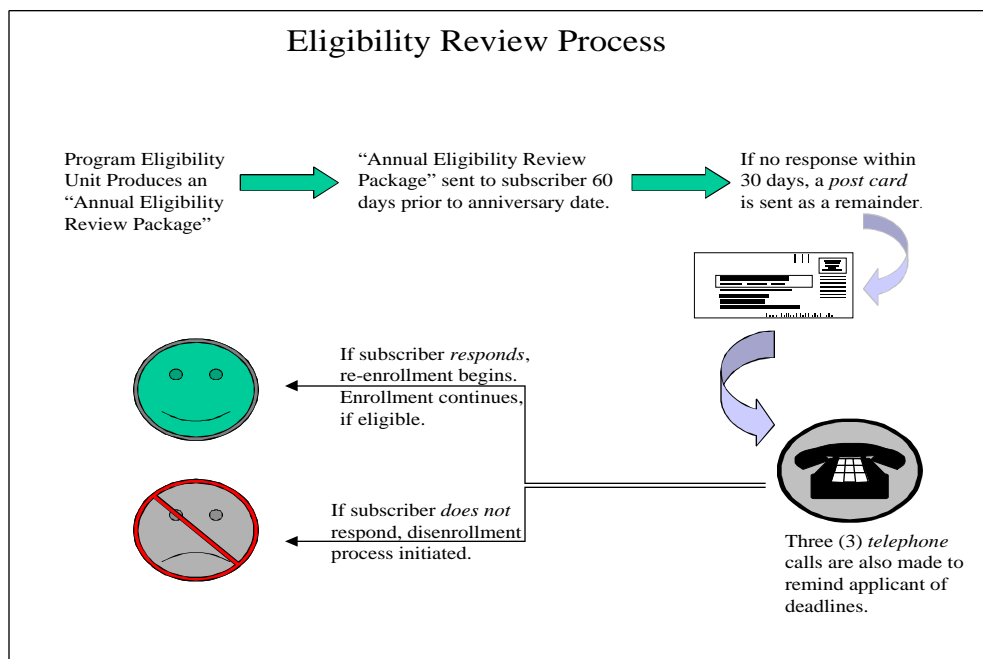 Eligibility Review Process
Program Eligibility
Unit Produces an
“Annual Eligibility
Review Package”
“Annual Eligibility Review
Package” sent to subscriber 60
days prior to anniversary date.
If no response within
30 days, a post card
is sent as a remainder.
If subscriber responds,
re-enrollment begins.
Enrollment continues,
if eligible.
If subscriber does not
respond, disenrollment
process initiated.
Three (3) telephone
calls are also made to
remind applicant of
deadlines.